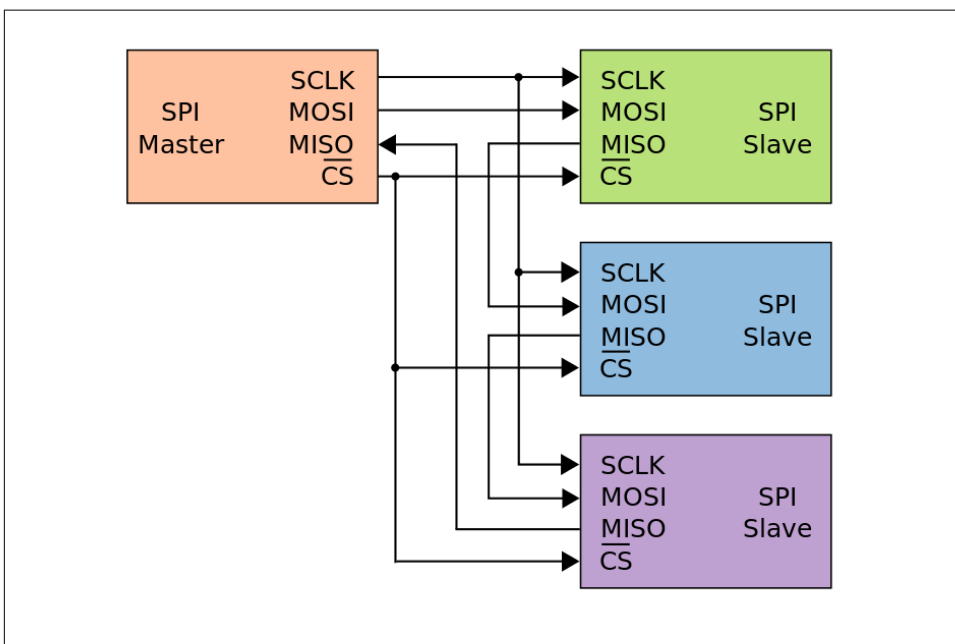 SPI
Master
SCLK
MOSI
MISO
CS
SCLK
MOSI
MISO
CS
SPI
Slave
SCLK
MOSI
MISO
CS
SPI
Slave
SCLK
MOSI
MISO
CS
SPI
Slave